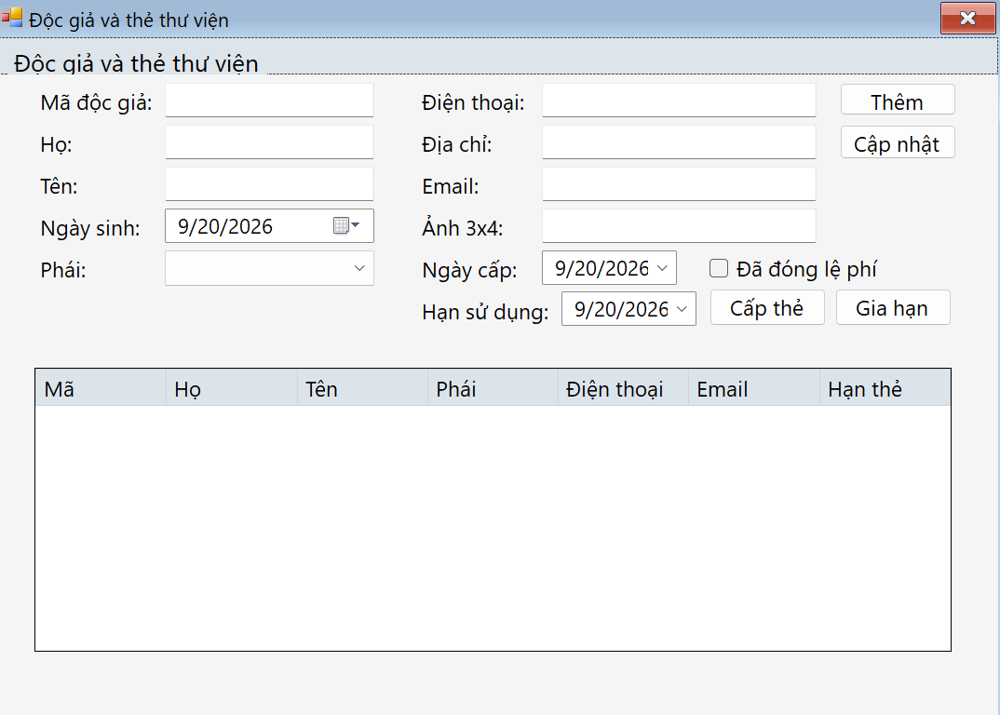 Độc giả và thẻ thư viện
Độc giả và thẻ thư viện
Mã độc giả: Điện thoại: Thêm
Họ: Địa chỉ: Cập nhật
Tên: Email:
Ngày sinh: 9/20/2026 Ảnh 3x4:
Phái: Ngày cấp: 9/20/2026 Đã đóng lệ phí
Hạn sử dụng: 9/20/2026 Cấp thẻ Gia hạn
Mã Họ Tên Phái Điện thoại Email Hạn thẻ